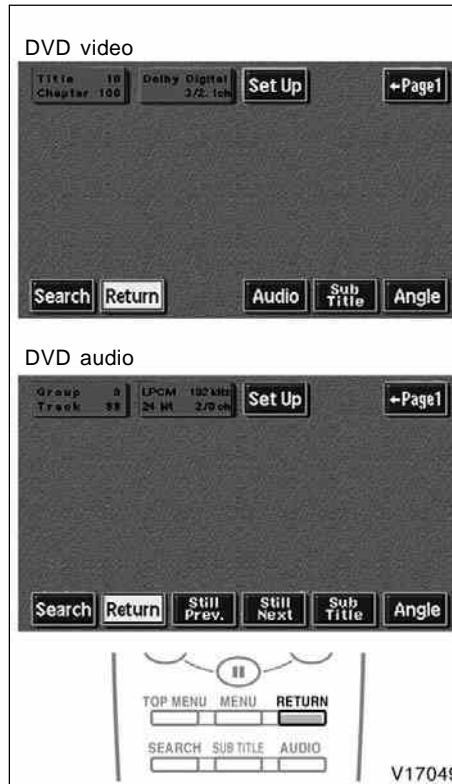 DVD video
Title 10 Dolby Digital Set Up ←Page1
Chapter 100 3/2. 1ch
Search Return Audio Sub Title Angle
DVD audio
Group 9 LPCM 192 kHz Set Up ←Page1
Track 99 24 bit 2/0 ch
Search Return Still Prev. Still Next Sub Title Angle
TOP MENU MENU RETURN
SEARCH SUB TITLE AUDIO
V17049